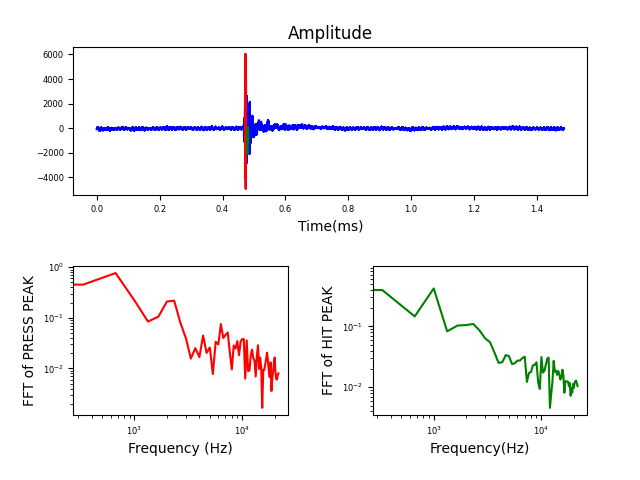 Amplitude
6000
4000
2000
0
−2000
−4000
0.0 0.2 0.4 0.6 0.8 1.0 1.2 1.4
Time(ms)
FFT of PRESS PEAK
10⁰
10⁻¹
10⁻²
10³ 10⁴
Frequency (Hz)
FFT of HIT PEAK
10⁻¹
10⁻²
10³ 10⁴
Frequency(Hz)